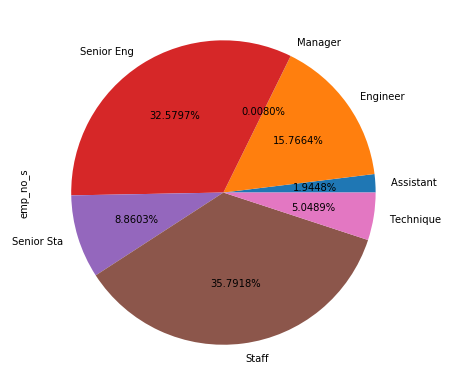 Manager
Senior Eng
Engineer
0.0080%
32.5797%
15.7664%
Assistant
1.9448%
emp_no_s
5.0489%
Technique
8.8603%
Senior Sta
35.7918%
Staff